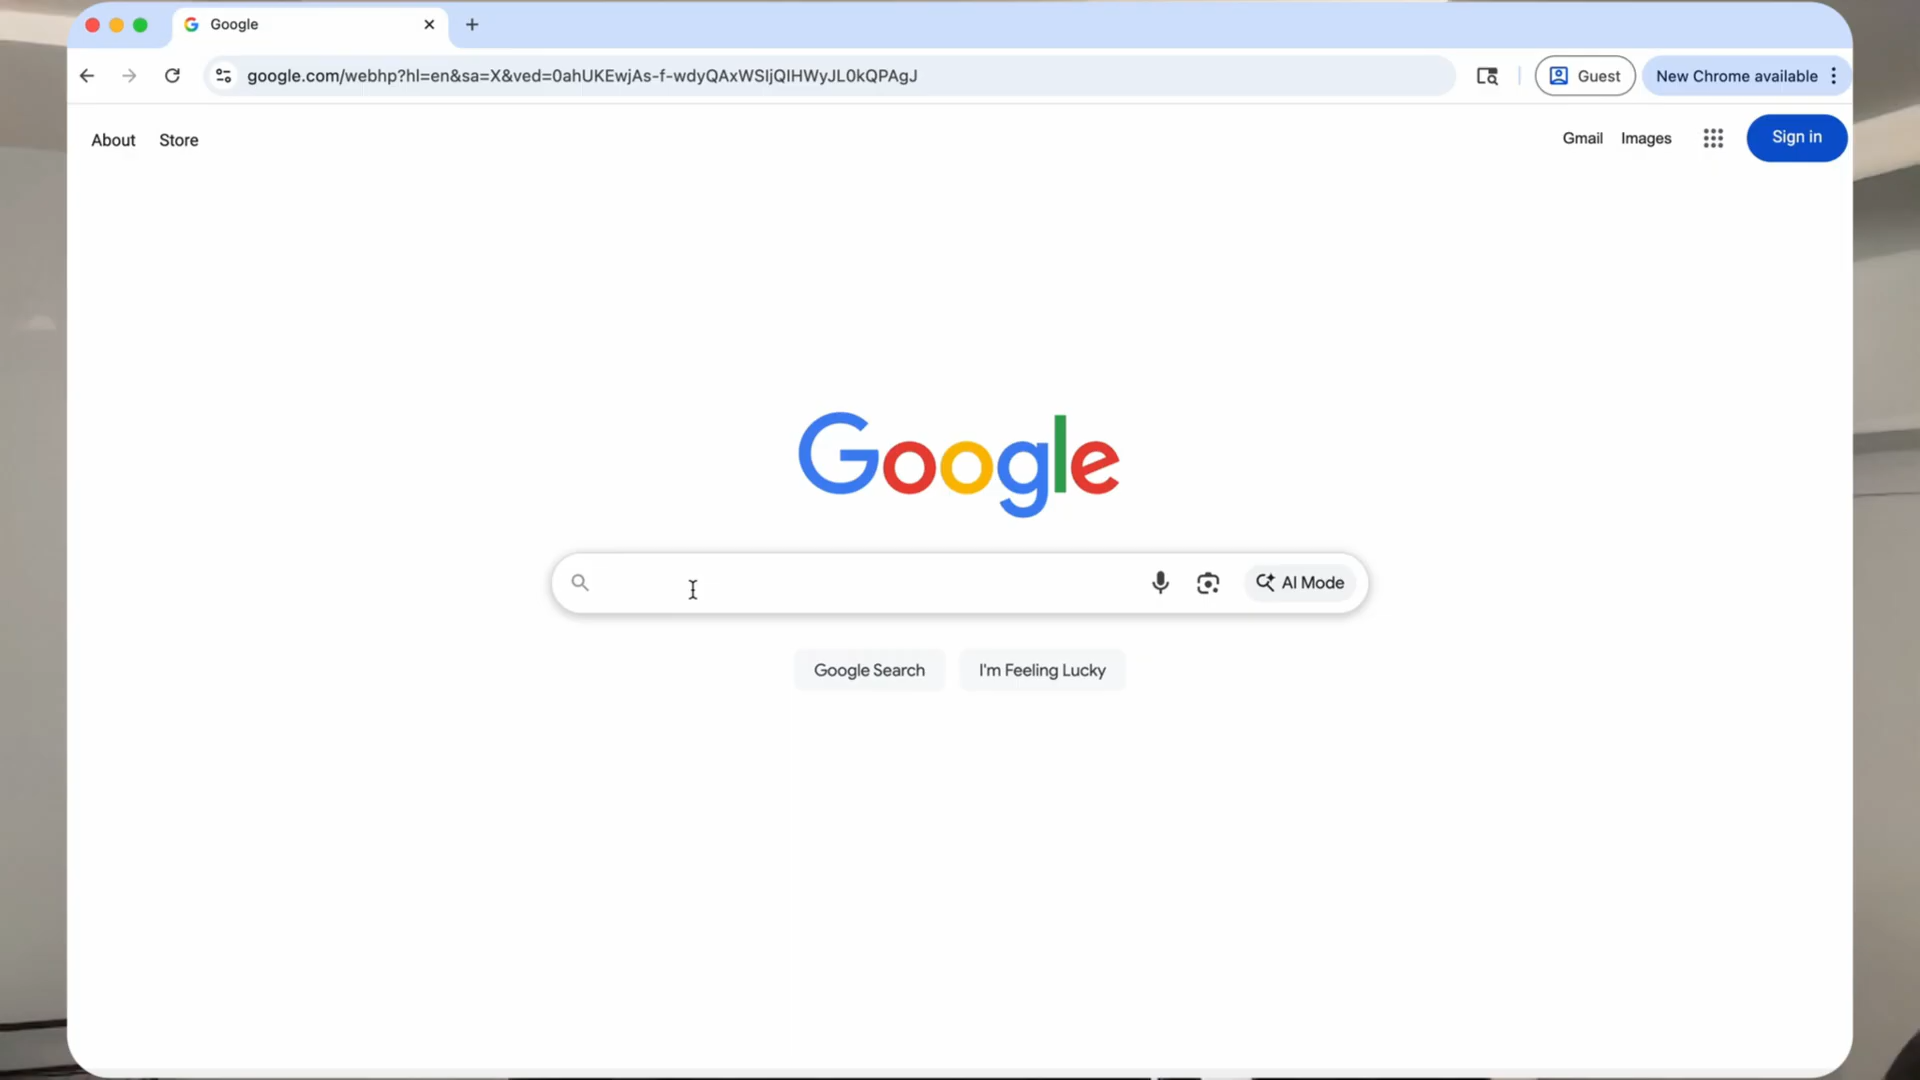 Google
google.com/webhp?hl=en&sa=X&ved=0ahUKEwjAs-f-wdyQAxWSIjQIHWyJL0kQPAgJ
Guest
New Chrome available
About Store
Gmail Images
Sign in
Google
AI Mode
Google Search I'm Feeling Lucky